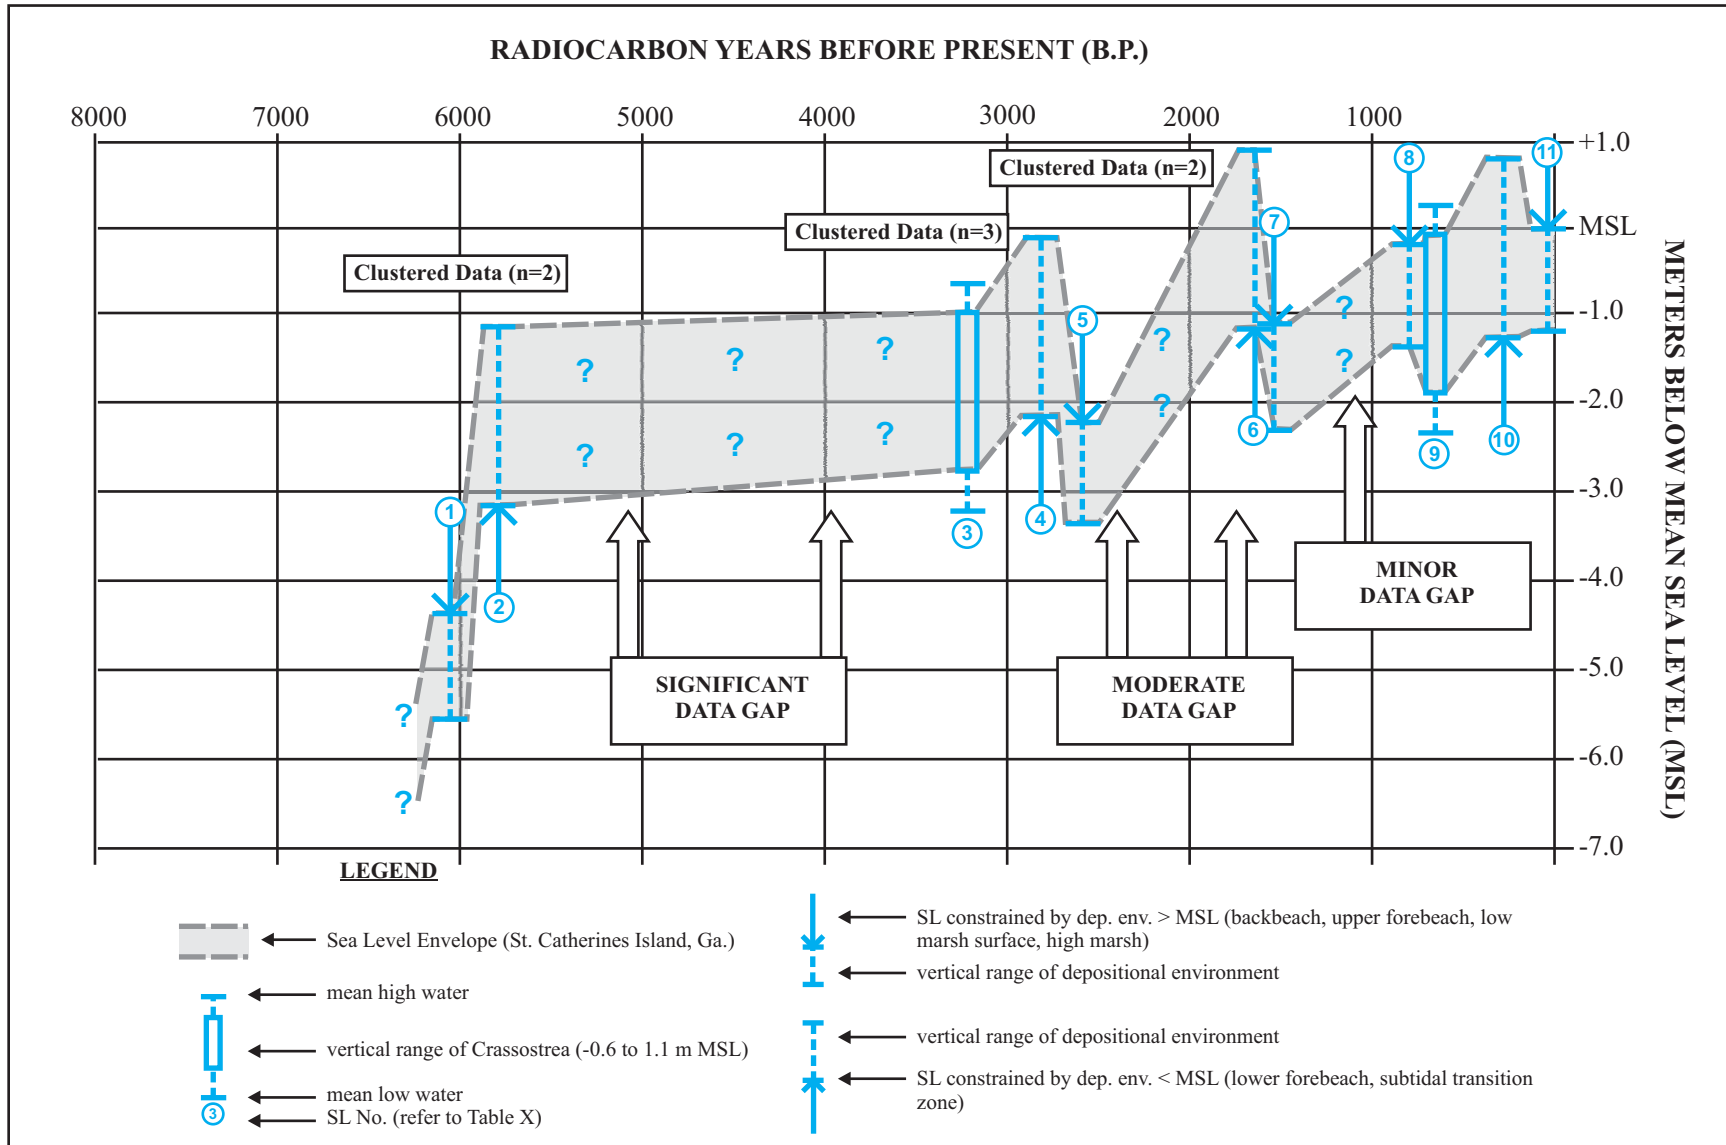 RADIOCARBON YEARS BEFORE PRESENT (B.P.)
8000 7000 6000 5000 4000 3000 2000 1000
+1.0
MSL
-1.0
-2.0
-3.0
-4.0
-5.0
-6.0
-7.0
METERS BELOW MEAN SEA LEVEL (MSL)
Clustered Data (n=2)
Clustered Data (n=3)
Clustered Data (n=2)
1
2
3
4
5
6
7
8
9
10
11
? ? ?
? ? ?
?
?
?
?
?
?
SIGNIFICANT
DATA GAP
MODERATE
DATA GAP
MINOR
DATA GAP
LEGEND
Sea Level Envelope (St. Catherines Island, Ga.)
mean high water
vertical range of Crassostrea (-0.6 to 1.1 m MSL)
mean low water
3
SL No. (refer to Table X)
SL constrained by dep. env. > MSL (backbeach, upper forebeach, low
marsh surface, high marsh)
vertical range of depositional environment
vertical range of depositional environment
SL constrained by dep. env. < MSL (lower forebeach, subtidal transition
zone)